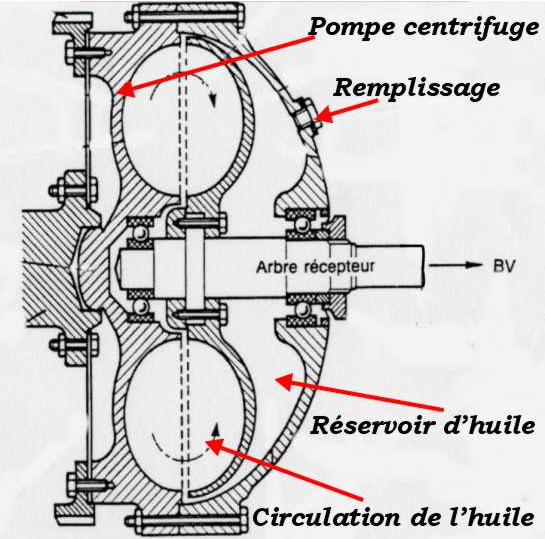 Pompe centrifuge
Remplissage
Arbre récepteur
BV
Réservoir d'huile
Circulation de l'huile